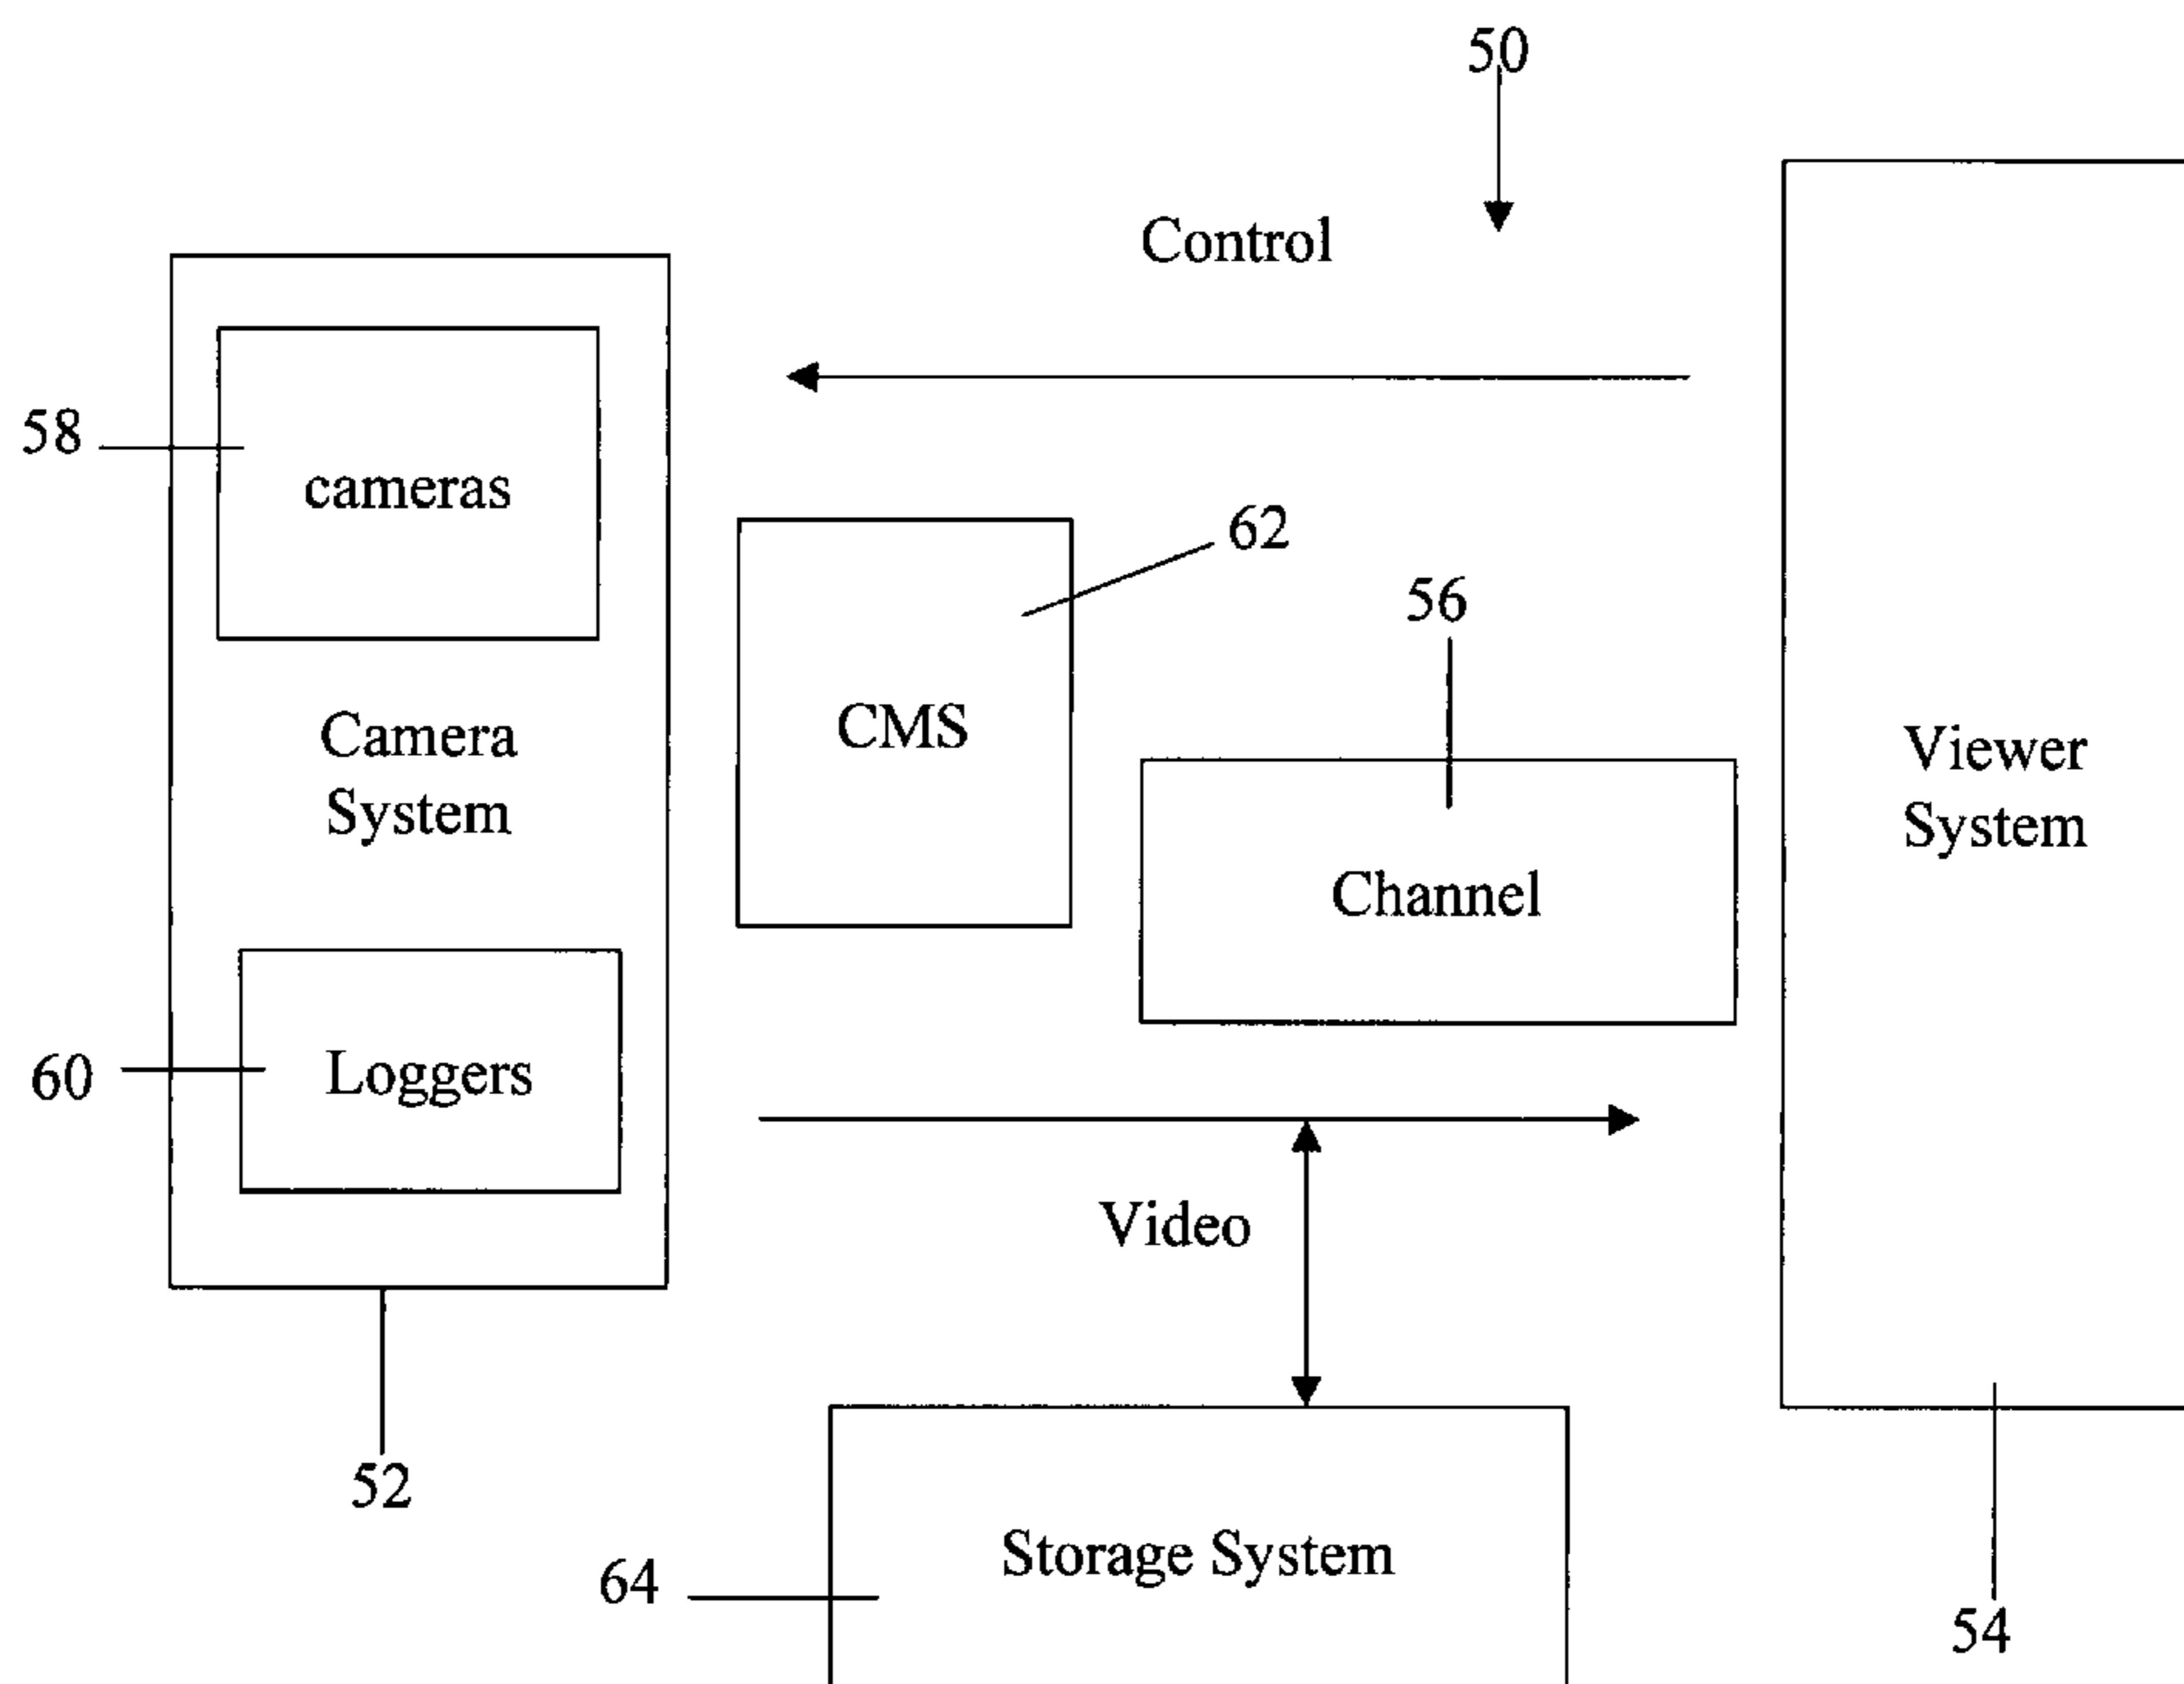 50
Control
58
cameras
62
56
CMS
Camera
System
Viewer
System
Channel
60
Loggers
Video
52
Storage System
64
54